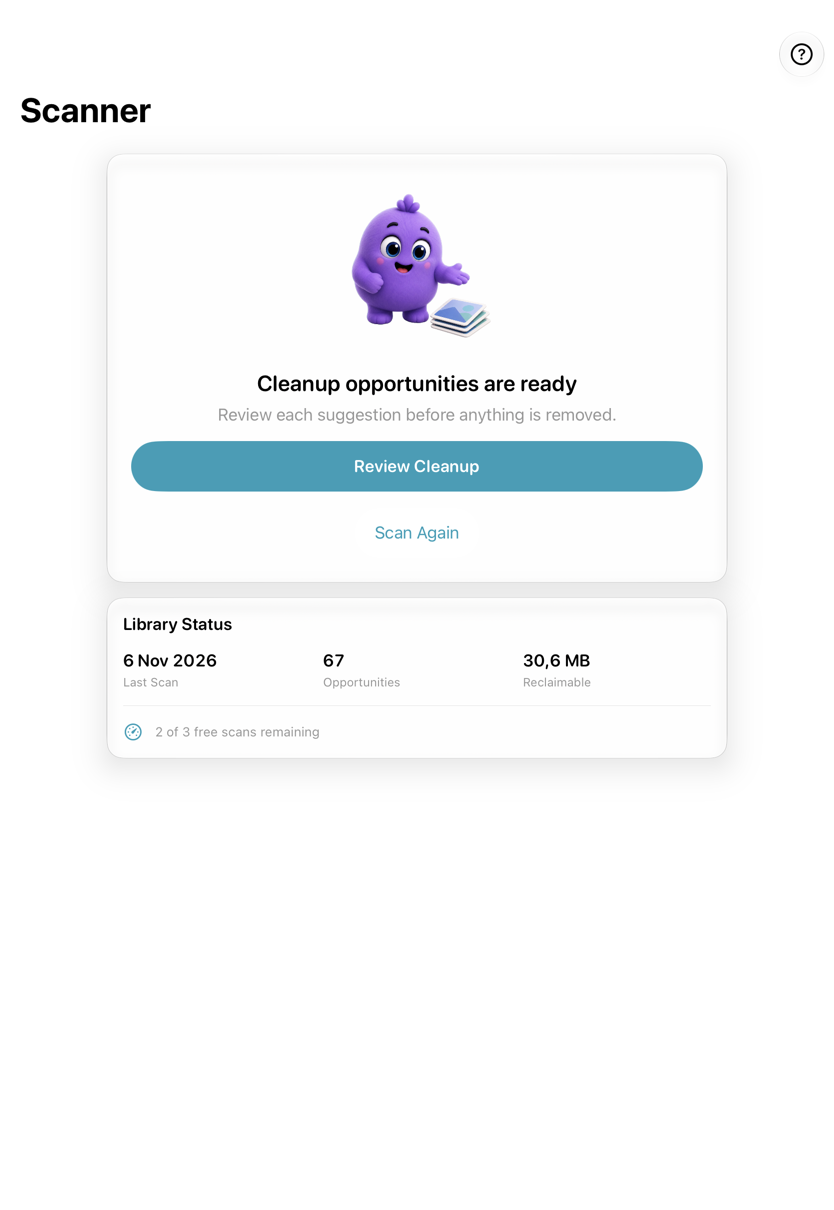 Scanner
Cleanup opportunities are ready
Review each suggestion before anything is removed.
Review Cleanup
Scan Again
Library Status
6 Nov 2026 67 30,6 MB
Last Scan Opportunities Reclaimable
2 of 3 free scans remaining